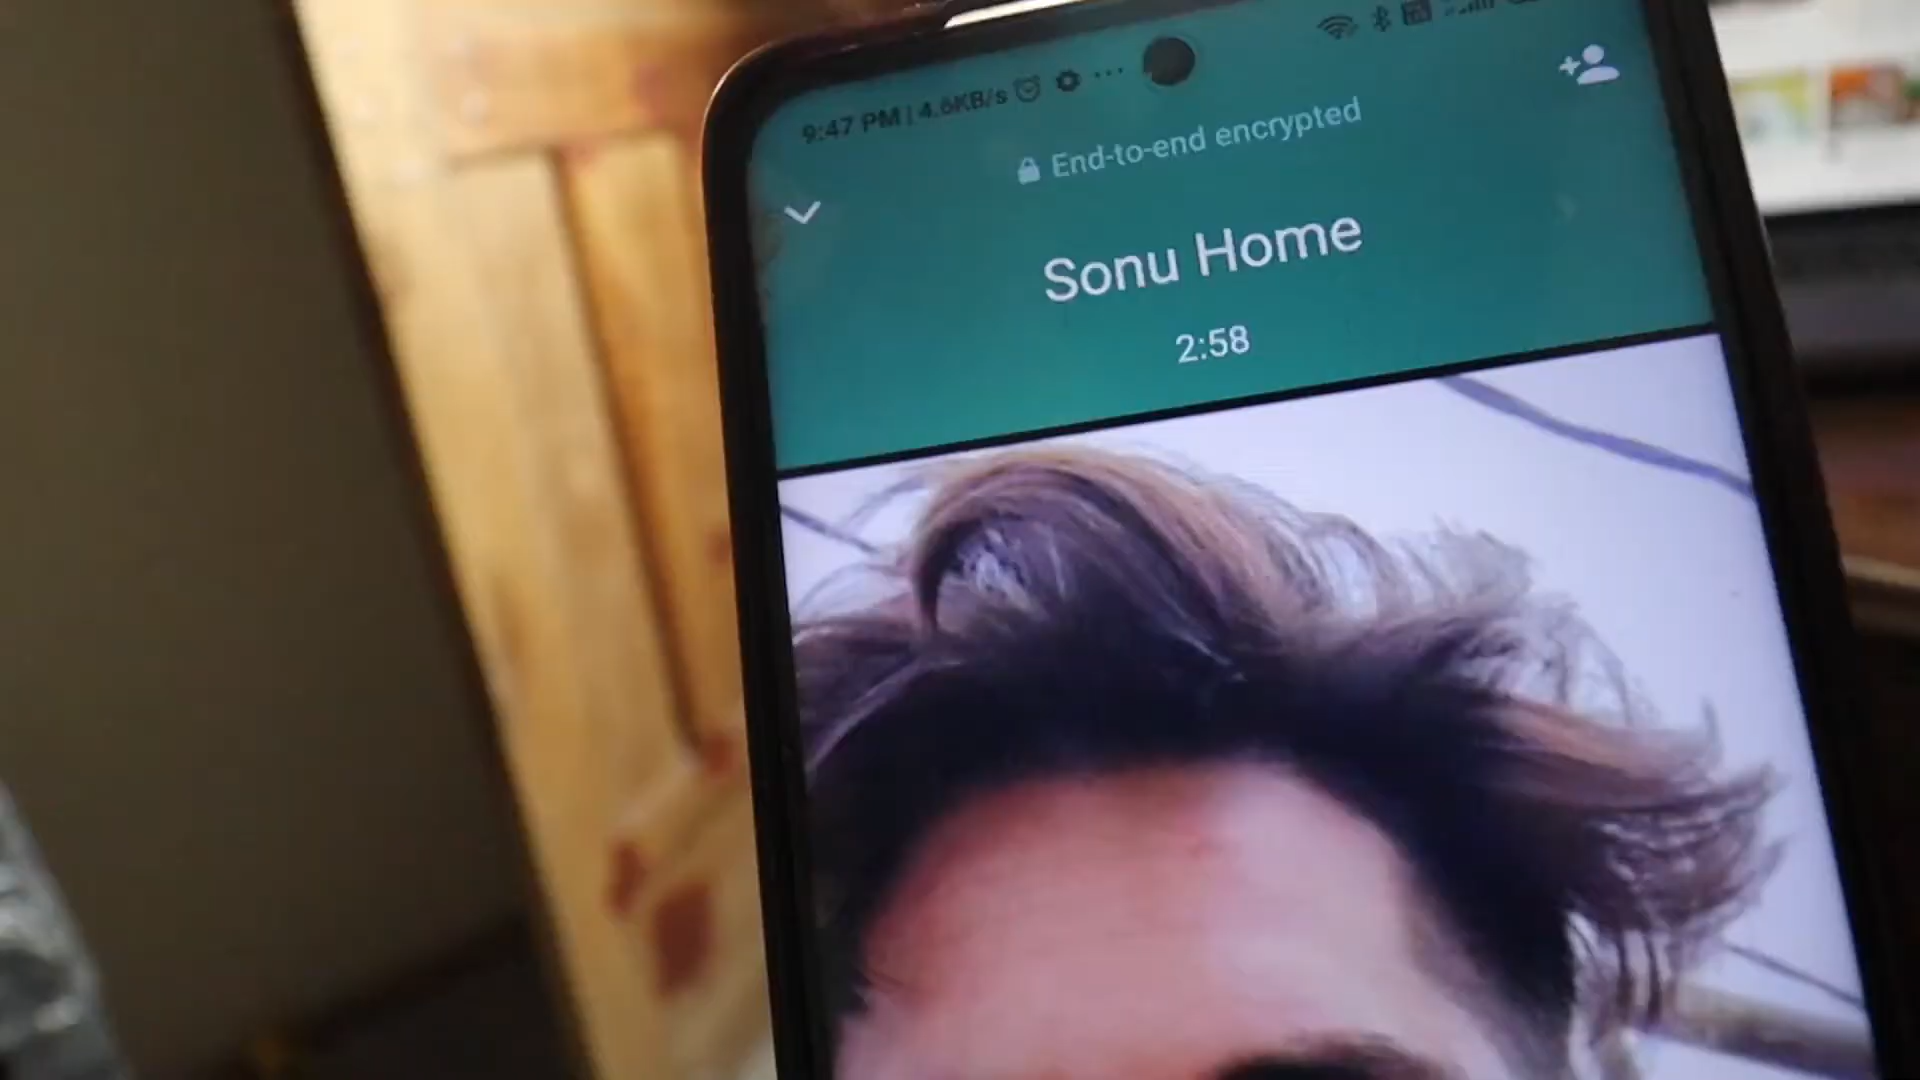 9:47 PM | 4.6KB/s
End-to-end encrypted
Sonu Home
2:58